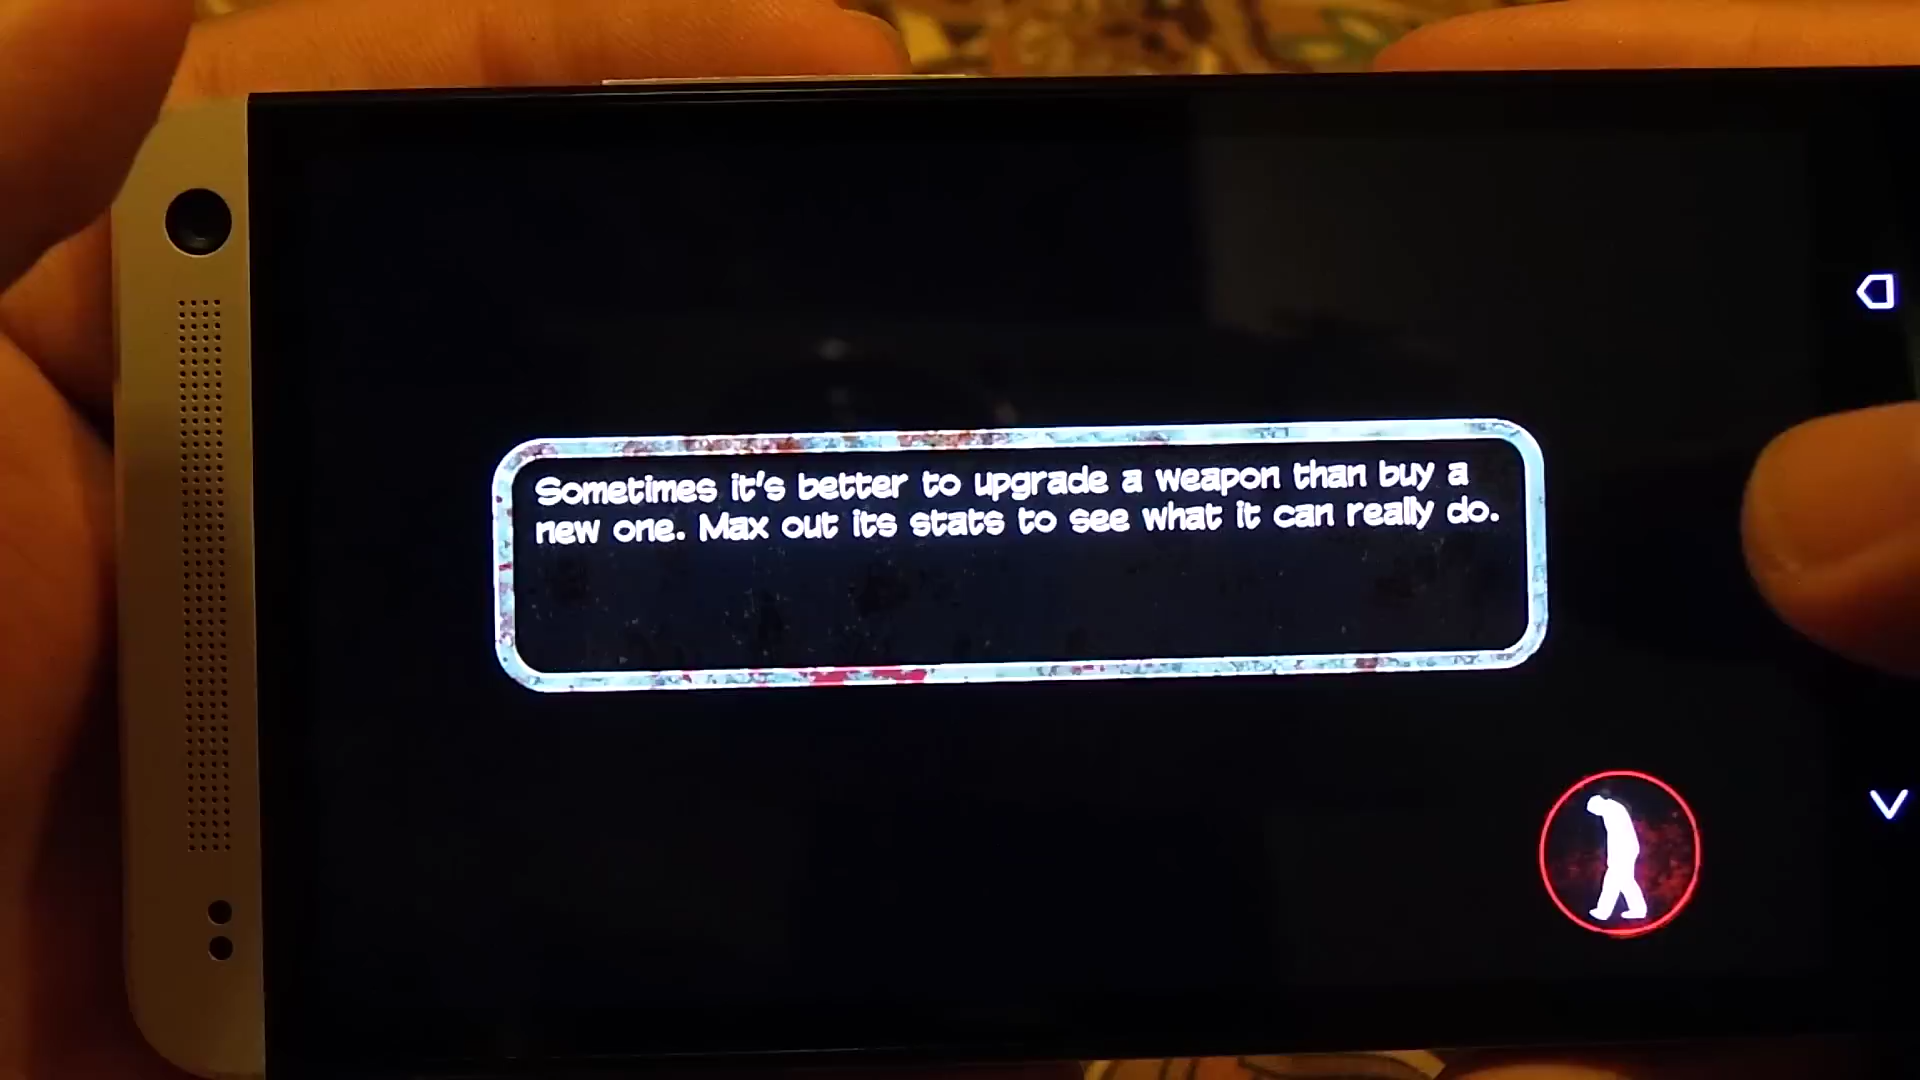 Sometimes it's better to upgrade a weapon than buy a
new one. Max out its stats to see what it can really do.